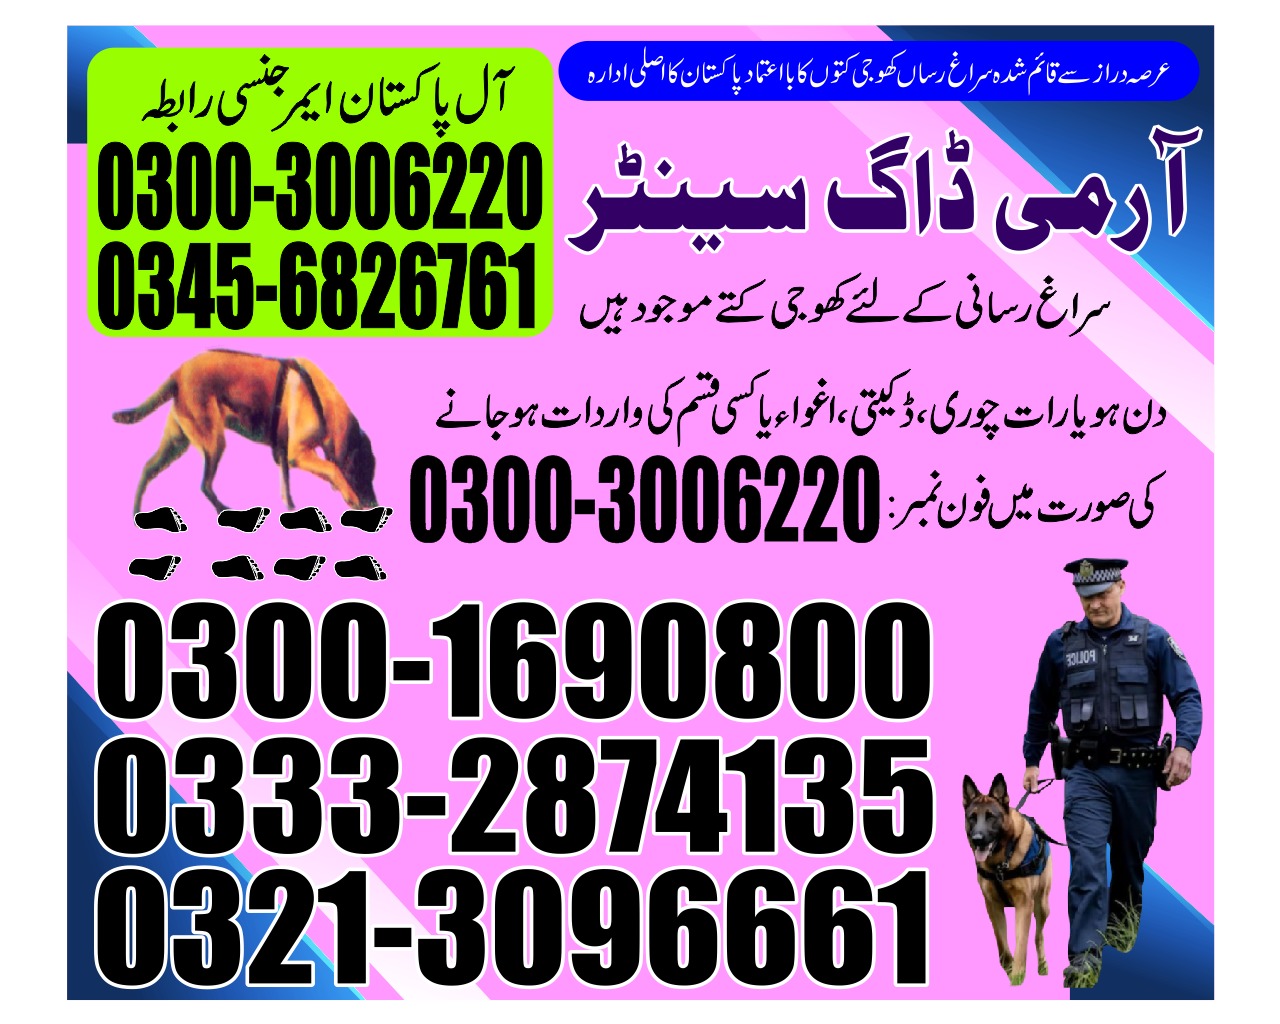 عرصہ دراز سے قائم شدہ سراغ رساں کھوجی کتوں کا بااعتماد پاکستان کا اصلی ادارہ
آل پاکستان ایمرجنسی رابطہ
0300-3006220
0345-6826761
آرمی ڈاگ سینٹر
سراغ رسانی کے لئے کھوجی کتے موجود ہیں
دن ہو یا رات چوری، ڈکیتی، اغواء یا کسی قسم کی واردات ہو جانے
کی صورت میں فون نمبر: 0300-3006220
0300-1690800
0333-2874135
0321-3096661
POLICE